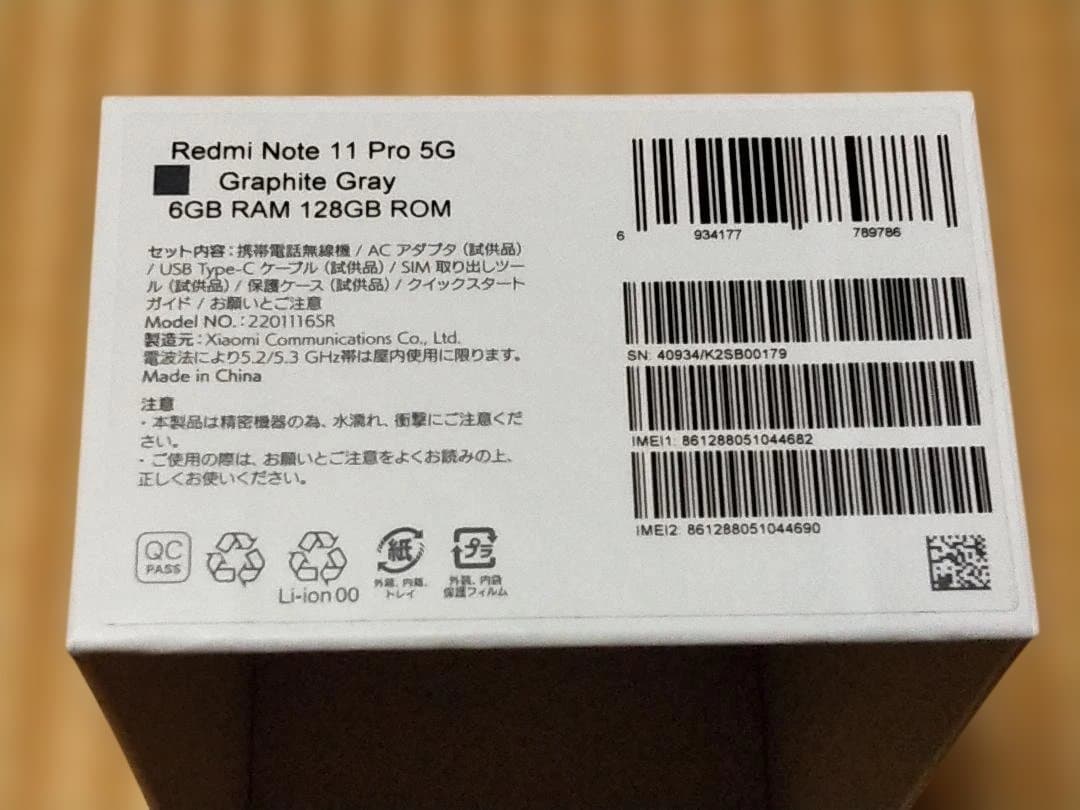 Redmi Note 11 Pro 5G
Graphite Gray
6GB RAM 128GB ROM
セット内容：携帯電話無線機 / AC アダプタ（試供品）
/ USB Type-C ケーブル（試供品）/ SIM 取り出しツー
ル（試供品）/ 保護ケース（試供品）/ クイックスタート
ガイド / お願いとご注意
Model NO.：2201116SR
製造元：Xiaomi Communications Co., Ltd.
電波法により5.2/5.3 GHz帯は屋内使用に限ります。
Made in China
注意
・本製品は精密機器の為、水濡れ、衝撃にご注意くだ
さい。
・ご使用の際は、お願いとご注意をよくお読みの上、
正しくお使いください。
QC
PASS
Li-ion 00
紙
外箱、内箱、
トレイ
プラ
外装、内袋
保護フィルム
6 934177 789786
SN: 40934/K2SB00179
IMEI1: 861288051044682
IMEI2: 861288051044690